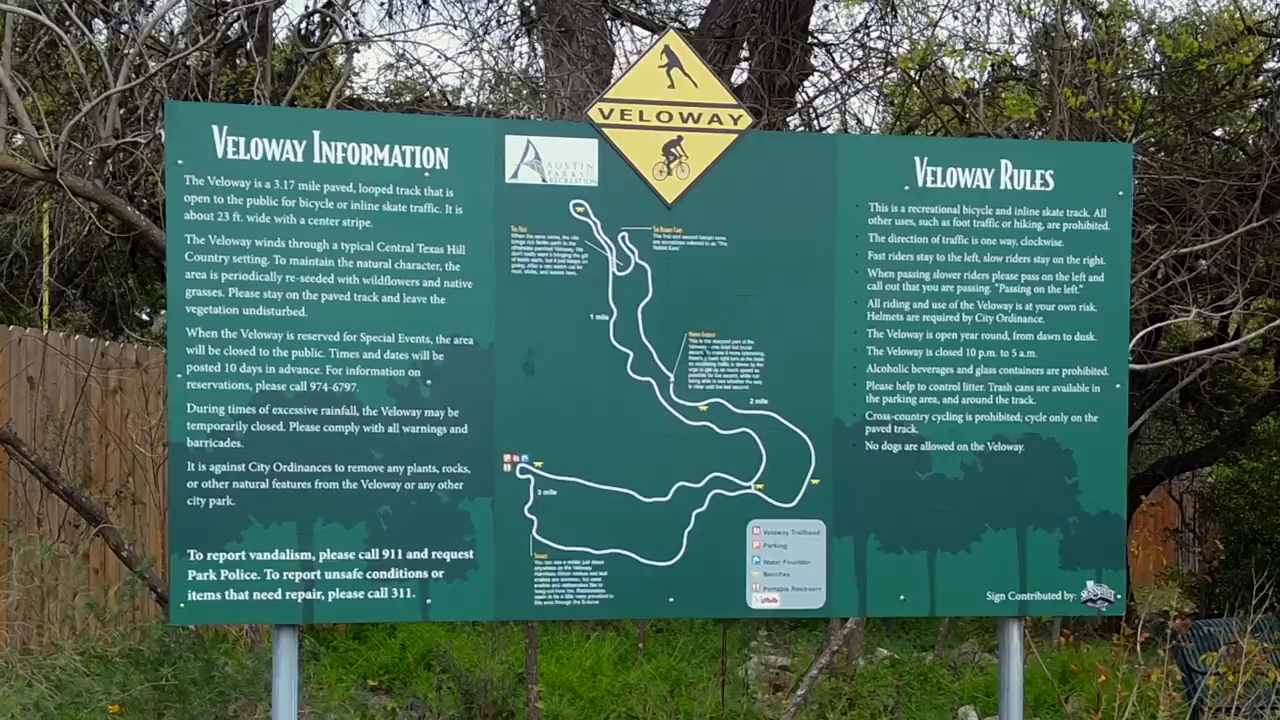 VELOWAY
VELOWAY INFORMATION
The Veloway is a 3.17 mile paved, looped track that is
open to the public for bicycle or inline skate traffic. It is
about 23 ft. wide with a center stripe.
The Veloway winds through a typical Central Texas Hill
Country setting. To maintain the natural character, the
area is periodically re-seeded with wildflowers and native
grasses. Please stay on the paved track and leave the
vegetation undisturbed.
When the Veloway is reserved for Special Events, the area
will be closed to the public. Times and dates will be
posted 10 days in advance. For information on
reservations, please call 974-6797.
During times of excessive rainfall, the Veloway may be
temporarily closed. Please comply with all warnings and
barricades.
It is against City Ordinances to remove any plants, rocks,
or other natural features from the Veloway or any other
city park.
To report vandalism, please call 911 and request
Park Police. To report unsafe conditions or
items that need repair, please call 311.
AUSTIN
PARKS
RECREATION
The first and second hairpin turns
are sometimes referred to as "The
Rabbit Ears"
1 mile
2 mile
3 mile
Veloway Trailhead
Parking
Water Fountain
Benches
Portable Restroom
VELOWAY RULES
This is a recreational bicycle and inline skate track. All
other uses, such as foot traffic or hiking, are prohibited.
The direction of traffic is one way, clockwise.
Fast riders stay to the left, slow riders stay on the right.
When passing slower riders please pass on the left and
call out that you are passing. "Passing on the left."
All riding and use of the Veloway is at your own risk.
Helmets are required by City Ordinance.
The Veloway is open year round, from dawn to dusk.
The Veloway is closed 10 p.m. to 5 a.m.
Alcoholic beverages and glass containers are prohibited.
Please help to control litter. Trash cans are available in
the parking area, and around the track.
Cross-country cycling is prohibited; cycle only on the
paved track.
No dogs are allowed on the Veloway.
Sign Contributed by: